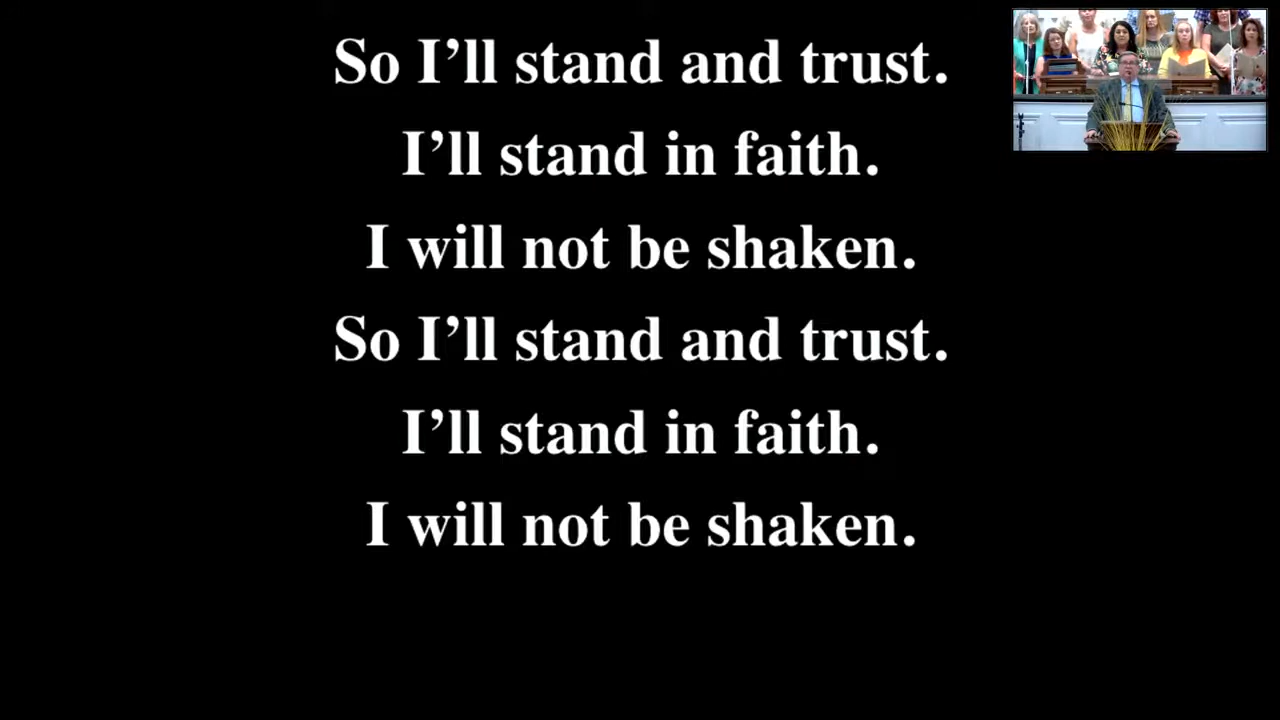 So I’ll stand and trust.
I’ll stand in faith.
I will not be shaken.
So I’ll stand and trust.
I’ll stand in faith.
I will not be shaken.